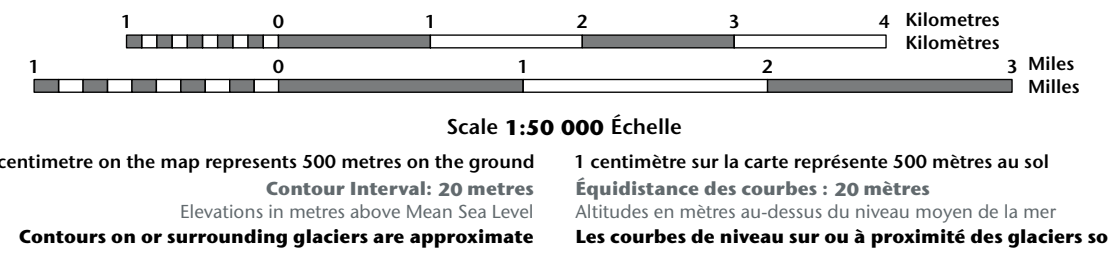 1 0 1 2 3 4 Kilometres
Kilomètres
1 0 1 2 3 Miles
Milles
Scale 1:50 000 Échelle
centimetre on the map represents 500 metres on the ground 1 centimètre sur la carte représente 500 mètres au sol
Contour Interval: 20 metres Équidistance des courbes : 20 mètres
Elevations in metres above Mean Sea Level Altitudes en mètres au-dessus du niveau moyen de la mer
Contours on or surrounding glaciers are approximate Les courbes de niveau sur ou à proximité des glaciers so